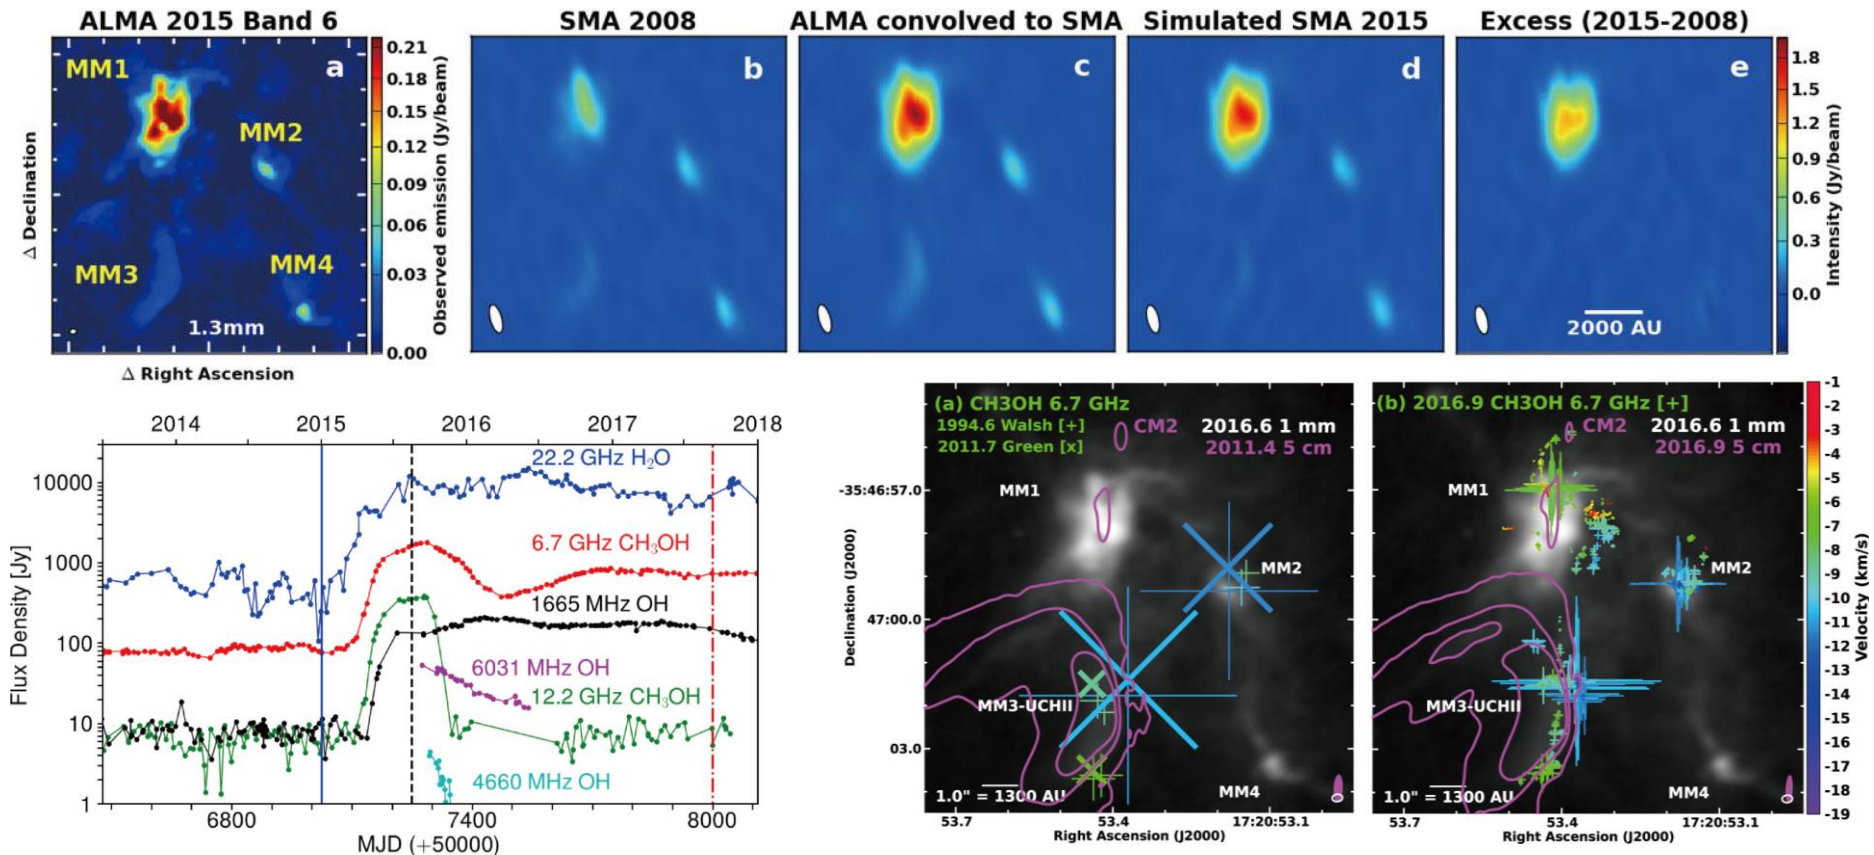 ALMA 2015 Band 6
SMA 2008
ALMA convolved to SMA
Simulated SMA 2015
Excess (2015-2008)
MM1
a
MM2
MM3
MM4
1.3mm
Δ Declination
Δ Right Ascension
0.21
0.18
0.15
0.12
0.09
0.06
0.03
0.00
Observed emission (Jy/beam)
b
c
d
e
2000 AU
1.8
1.5
1.2
0.9
0.6
0.3
0.0
Intensity (Jy/beam)
2014 2015 2016 2017 2018
10000
1000
100
10
1
Flux Density [Jy]
22.2 GHz H₂O
6.7 GHz CH₃OH
1665 MHz OH
6031 MHz OH
12.2 GHz CH₃OH
4660 MHz OH
6800 7400 8000
MJD (+50000)
(a) CH3OH 6.7 GHz
1994.6 Walsh [+]
2011.7 Green [x]
CM2
2016.6 1 mm
2011.4 5 cm
MM1
MM2
MM3-UCHII
MM4
1.0" = 1300 AU
-35:46:57.0
47:00.0
03.0
Declination (J2000)
53.7 53.4 17:20:53.1
Right Ascension (J2000)
(b) 2016.9 CH3OH 6.7 GHz [+]
CM2
2016.6 1 mm
2016.9 5 cm
MM1
MM2
MM3-UCHII
MM4
1.0" = 1300 AU
53.7 53.4 17:20:53.1
Right Ascension (J2000)
-1
-2
-3
-4
-5
-6
-7
-8
-9
-10
-11
-12
-13
-14
-15
-16
-17
-18
-19
Velocity (km/s)